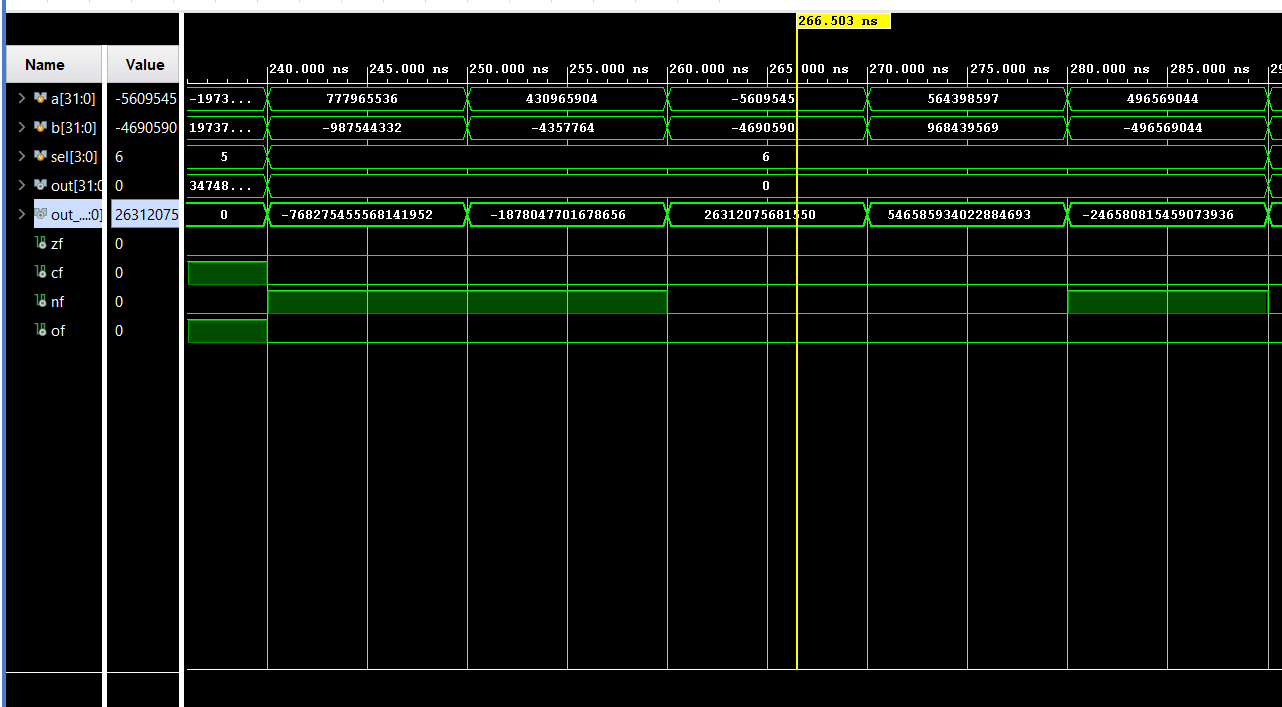 266.503 ns
Name Value
240.000 ns 245.000 ns 250.000 ns 255.000 ns 260.000 ns 265.000 ns 270.000 ns 275.000 ns 280.000 ns 285.000 ns
a[31:0] -5609545 -1973... 777965536 430965904 -5609545 564398597 496569044
b[31:0] -4690590 19737... -987544332 -4357764 -4690590 968439569 -496569044
sel[3:0] 6 5 6
out[31:0 0 34748... 0
out_...:0] 26312075 0 -768275455568141952 -1878047701678656 26312075681550 546585934022884693 -246580815459073936
zf 0
cf 0
nf 0
of 0